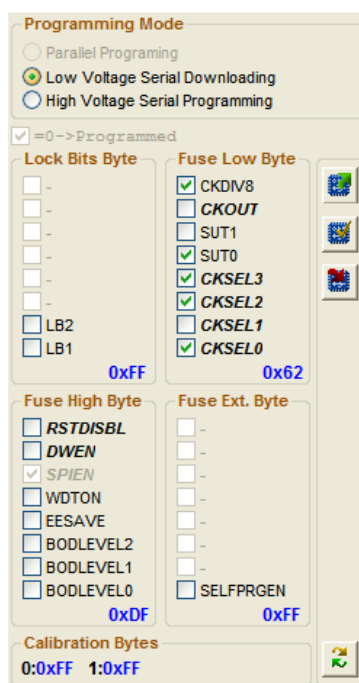 Programming Mode
Parallel Programing
Low Voltage Serial Downloading
High Voltage Serial Programming
=0->Programmed
Lock Bits Byte
-
-
-
-
-
-
LB2
LB1
0xFF
Fuse Low Byte
CKDIV8
CKOUT
SUT1
SUT0
CKSEL3
CKSEL2
CKSEL1
CKSEL0
0x62
Fuse High Byte
RSTDISBL
DWEN
SPIEN
WDTON
EESAVE
BODLEVEL2
BODLEVEL1
BODLEVEL0
0xDF
Fuse Ext. Byte
-
-
-
-
-
-
-
SELFPRGEN
0xFF
Calibration Bytes
0:0xFF 1:0xFF